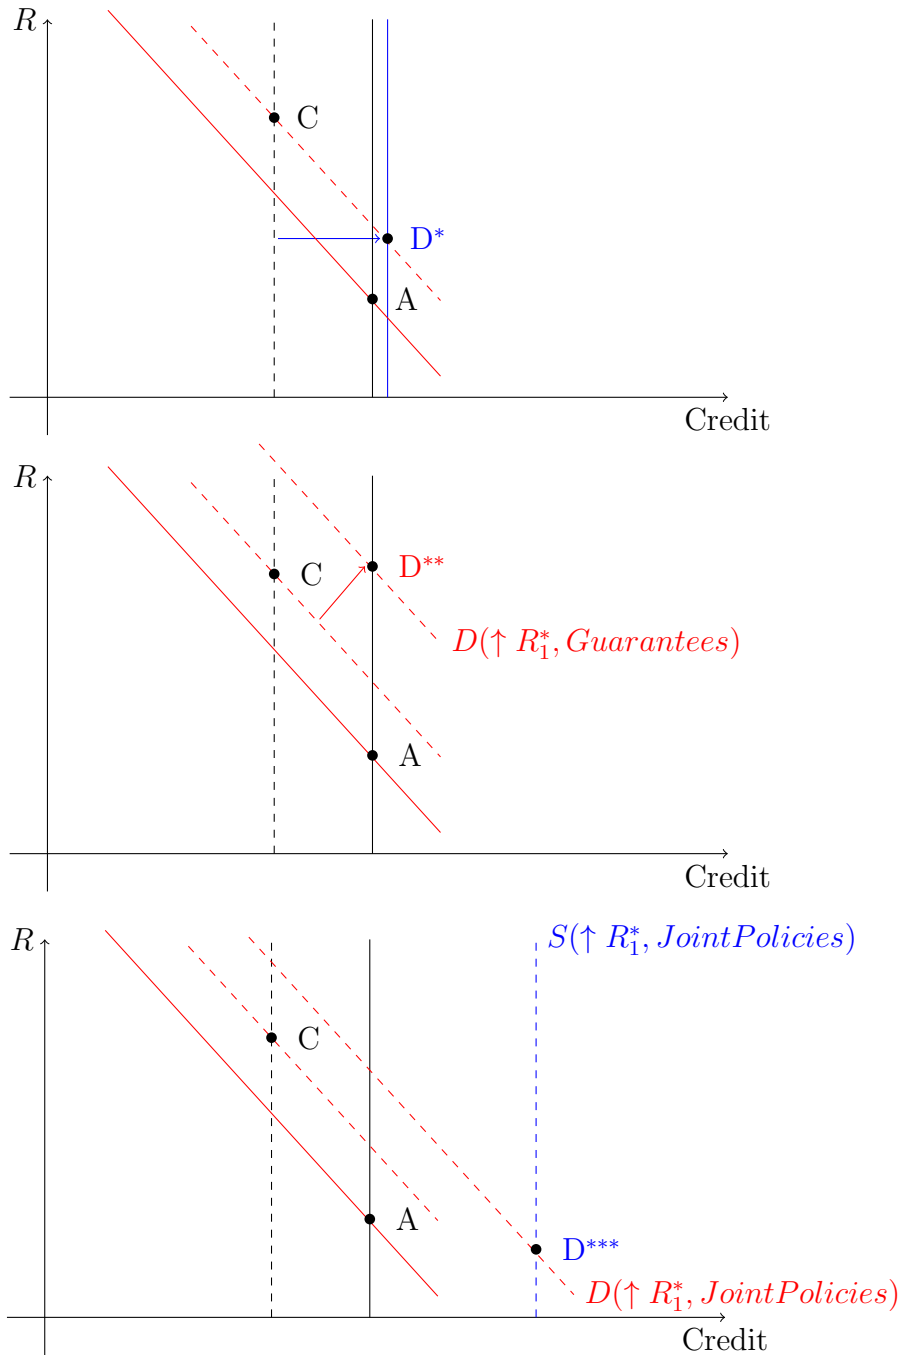 R
C
D*
A
Credit
R
C
D**
D(↑ R₁*, Guarantees)
A
Credit
R
S(↑ R₁*, JointPolicies)
C
A
D***
D(↑ R₁*, JointPolicies)
Credit